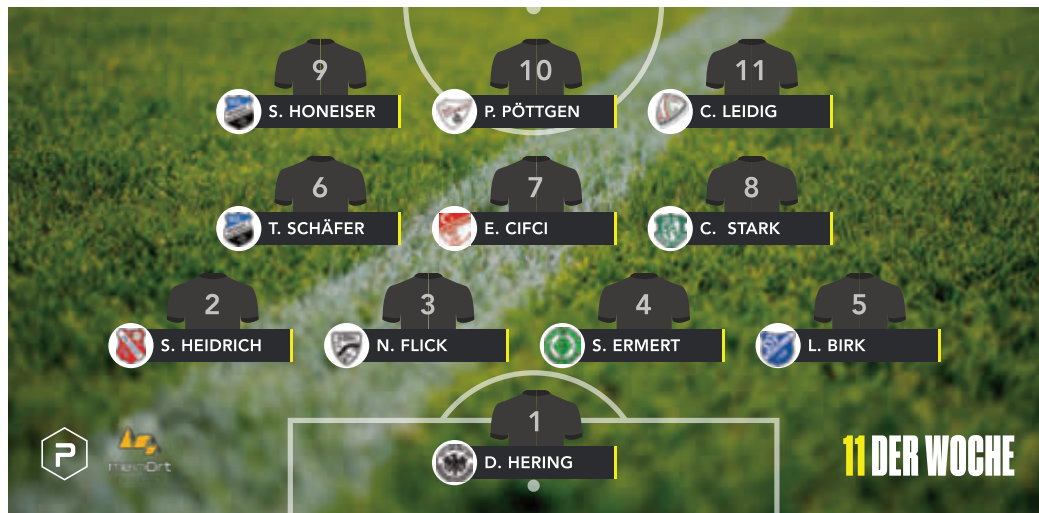 9 10 11
S. HONEISER P. PÖTTGEN C. LEIDIG
6 7 8
T. SCHÄFER E. CIFCI C. STARK
2 3 4 5
S. HEIDRICH N. FLICK S. ERMERT L. BIRK
1
P meinOrt D. HERING 11 DER WOCHE